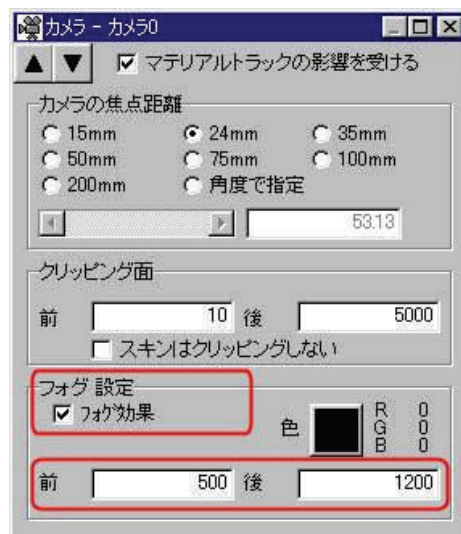 カメラ - カメラ0
▲ ▼ マテリアルトラックの影響を受ける
カメラの焦点距離
15mm 24mm 35mm
50mm 75mm 100mm
200mm 角度で指定
53.13
クリッピング面
前 10 後 5000
スキンはクリッピングしない
フォグ 設定
フォグ効果
色 R 0
G 0
B 0
前 500 後 1200